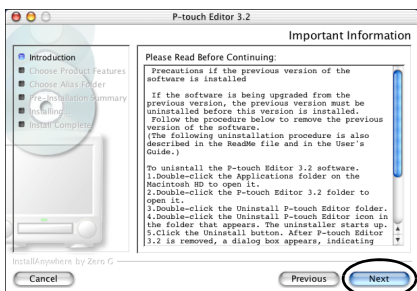 P-touch Editor 3.2
Important Information
Introduction
Choose Product Features
Choose Alias Folder
Pre-Installation Summary
Installing...
Install Complete
Please Read Before Continuing:
Precautions if the previous version of the
software is installed
If the software is being upgraded from the
previous version, the previous version must be
uninstalled before this version is installed.
Follow the procedure below to remove the previous
version of the software.
(The following uninstallation procedure is also
described in the ReadMe file and in the User's
Guide.)
To uninstall the P-touch Editor 3.2 software.
1.Double-click the Applications folder on the
Macintosh HD to open it.
2.Double-click the P-touch Editor 3.2 folder to
open it.
3.Double-click the Uninstall P-touch Editor folder.
4.Double-click the Uninstall P-touch Editor icon in
the folder that appears. The uninstaller starts up.
5.Click the Uninstall button. After P-touch Editor
3.2 is removed, a dialog box appears, indicating
InstallAnywhere by Zero G
Cancel
Previous
Next